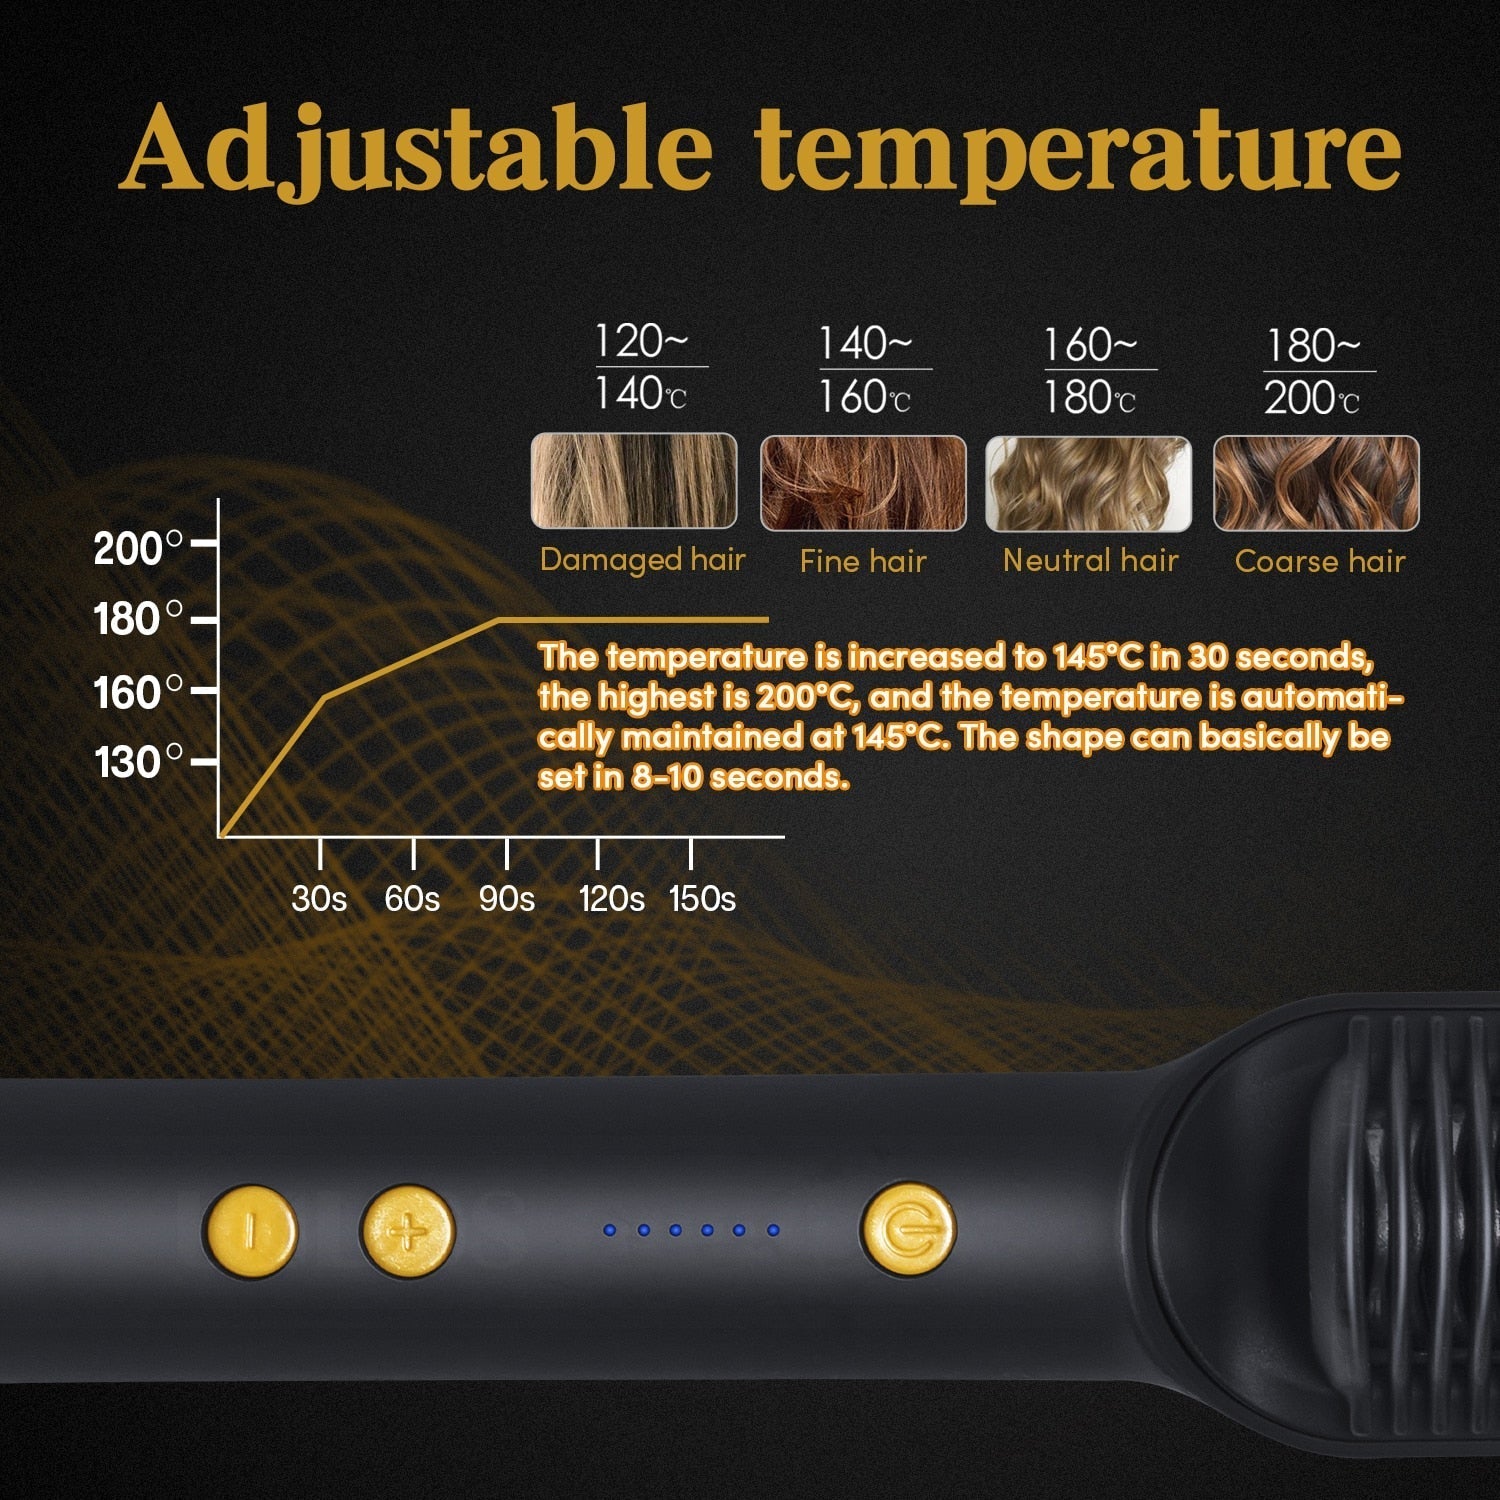 Adjustable temperature
120~ 140~ 160~ 180~
140℃ 160℃ 180℃ 200℃
Damaged hair Fine hair Neutral hair Coarse hair
200°
180°
160°
130°
The temperature is increased to 145°C in 30 seconds,
the highest is 200°C, and the temperature is automati-
cally maintained at 145°C. The shape can basically be
set in 8-10 seconds.
30s 60s 90s 120s 150s